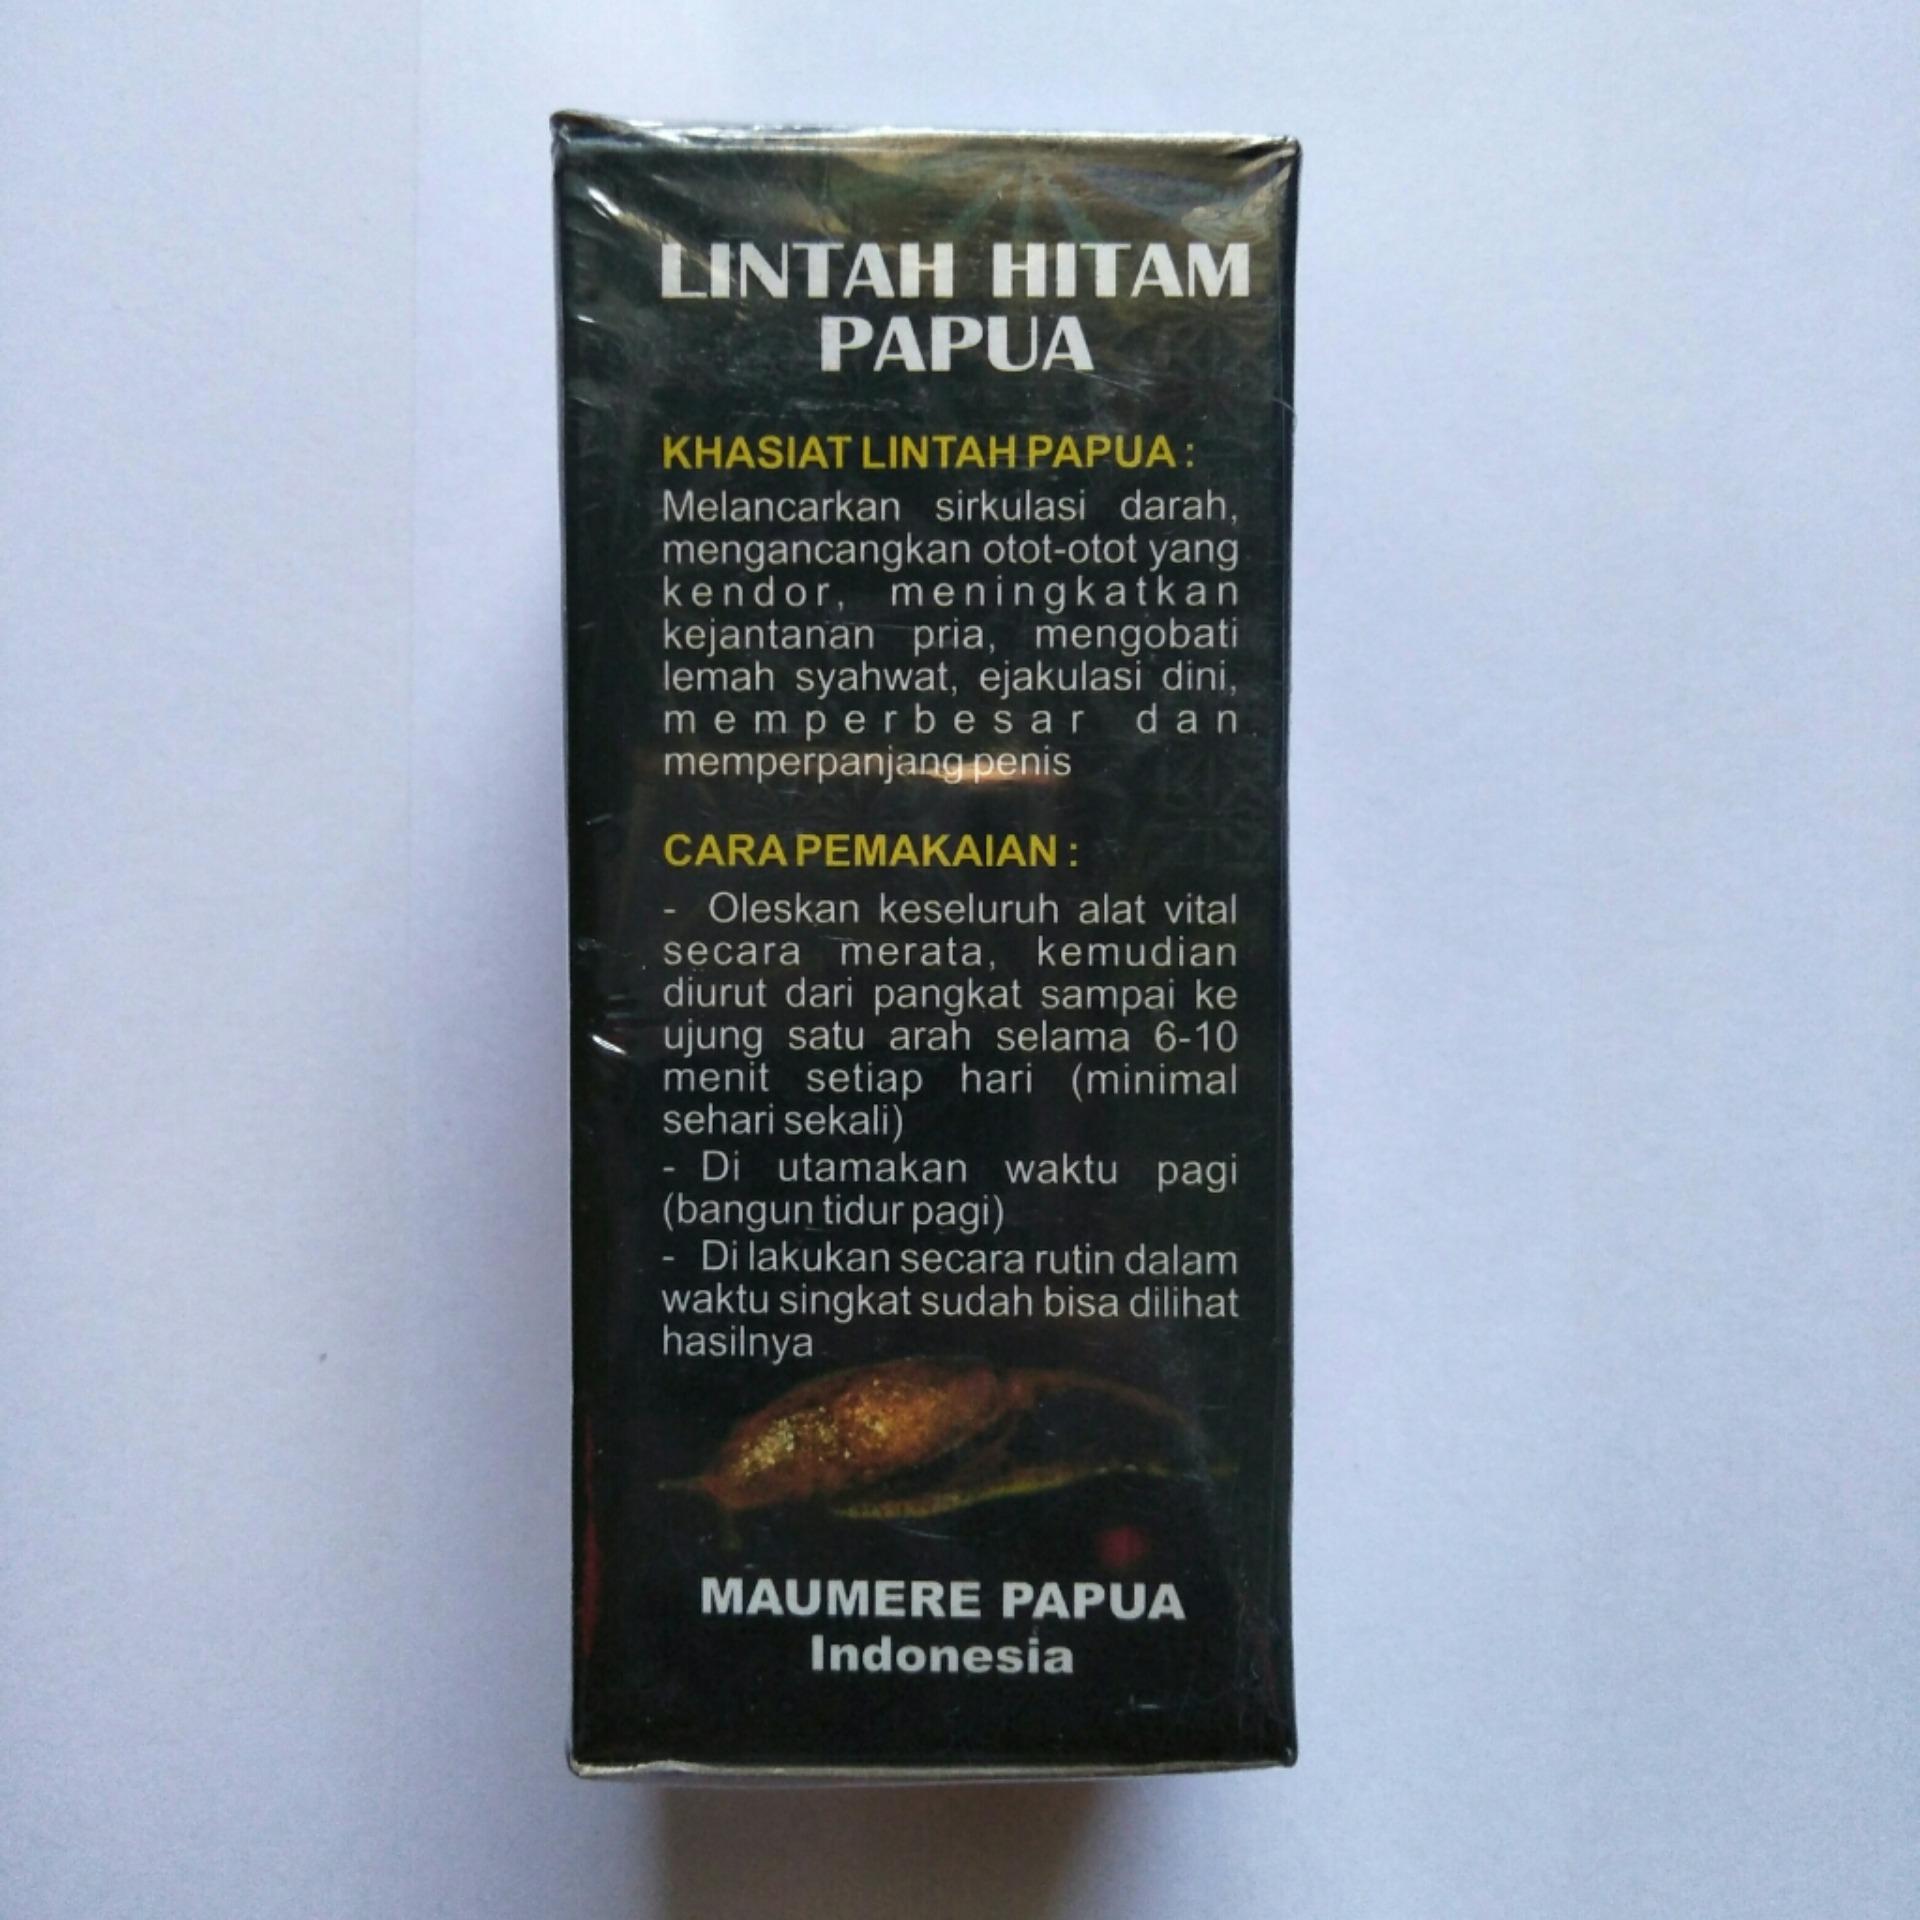 LINTAH HITAM
PAPUA
KHASIAT LINTAH PAPUA :
Melancarkan sirkulasi darah,
mengancangkan otot-otot yang
kendor, meningkatkan
kejantanan pria, mengobati
lemah syahwat, ejakulasi dini,
memperbesar dan
memperpanjang penis
CARA PEMAKAIAN :
- Oleskan keseluruh alat vital
secara merata, kemudian
diurut dari pangkat sampai ke
ujung satu arah selama 6-10
menit setiap hari (minimal
sehari sekali)
- Di utamakan waktu pagi
(bangun tidur pagi)
- Di lakukan secara rutin dalam
waktu singkat sudah bisa dilihat
hasilnya
MAUMERE PAPUA
Indonesia